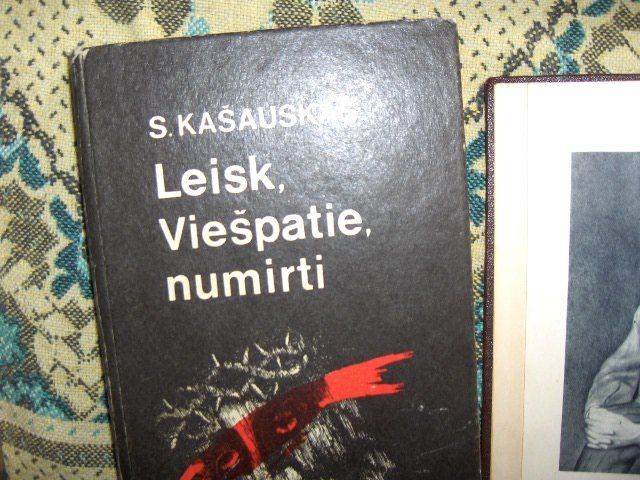 S. KAŠAUSKAS
Leisk,
Viešpatie,
numirti